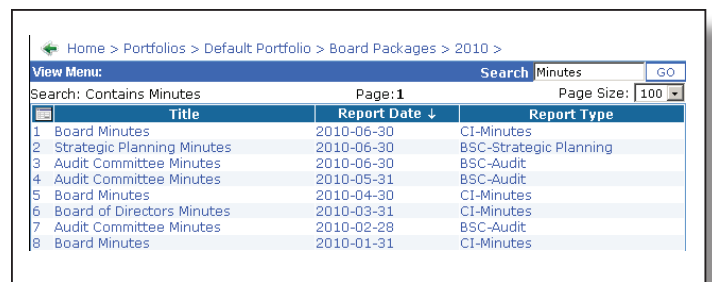 Home > Portfolios > Default Portfolio > Board Packages > 2010 >
View Menu: Search Minutes GO
Search: Contains Minutes Page: 1 Page Size: 100
Title Report Date ↓ Report Type
1 Board Minutes 2010-06-30 CI-Minutes
2 Strategic Planning Minutes 2010-06-30 BSC-Strategic Planning
3 Audit Committee Minutes 2010-06-30 BSC-Audit
4 Audit Committee Minutes 2010-05-31 BSC-Audit
5 Board Minutes 2010-04-30 CI-Minutes
6 Board of Directors Minutes 2010-03-31 CI-Minutes
7 Audit Committee Minutes 2010-02-28 BSC-Audit
8 Board Minutes 2010-01-31 CI-Minutes